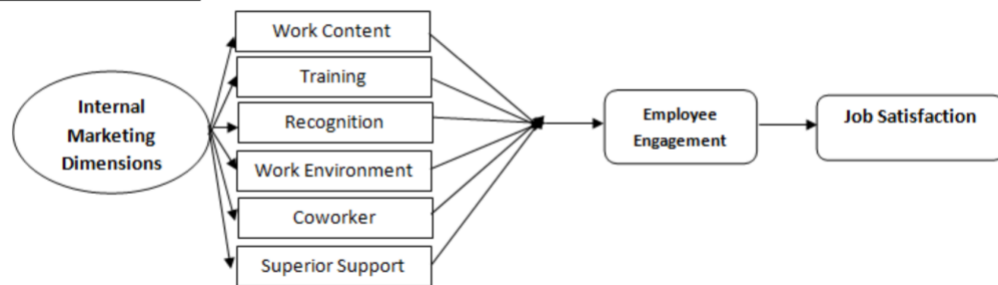 Internal
Marketing
Dimensions
Work Content
Training
Recognition
Work Environment
Coworker
Superior Support
Employee
Engagement
Job Satisfaction